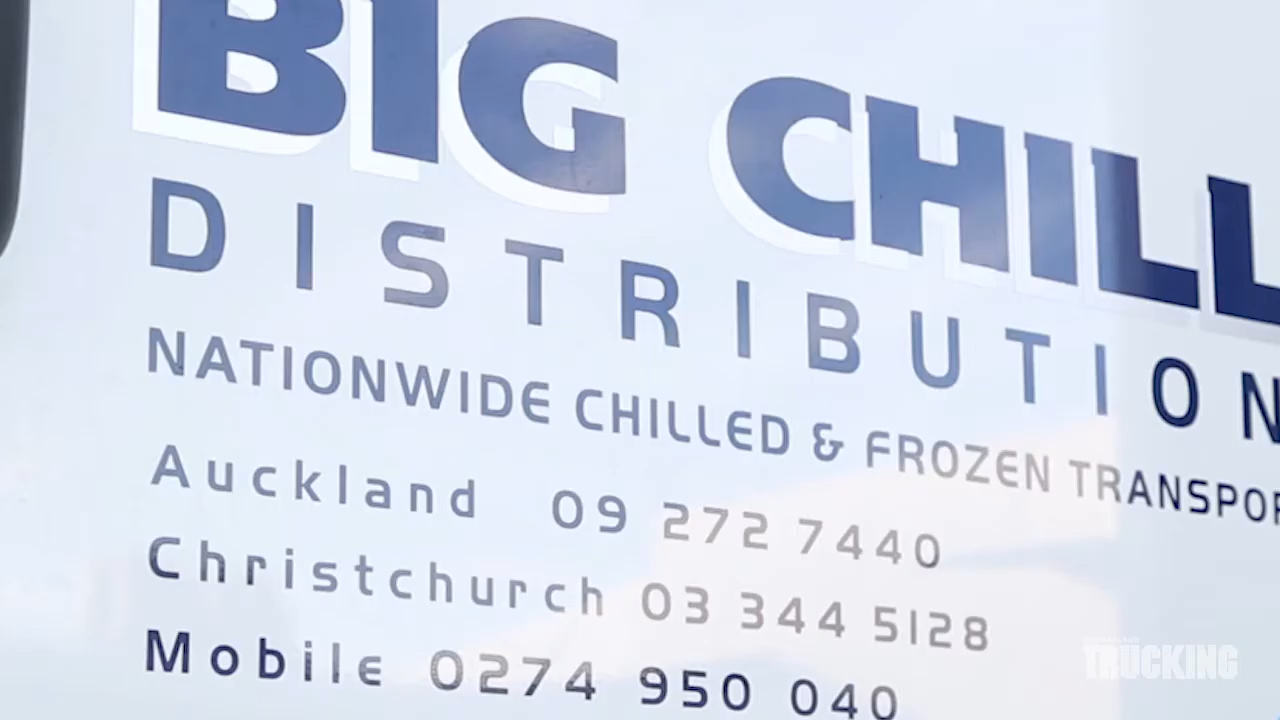 BIG CHILL
DISTRIBUTION
NATIONWIDE CHILLED & FROZEN TRANSPOR
Auckland 09 272 7440
Christchurch 03 344 5128
Mobile 0274 950 040
TRUCKING